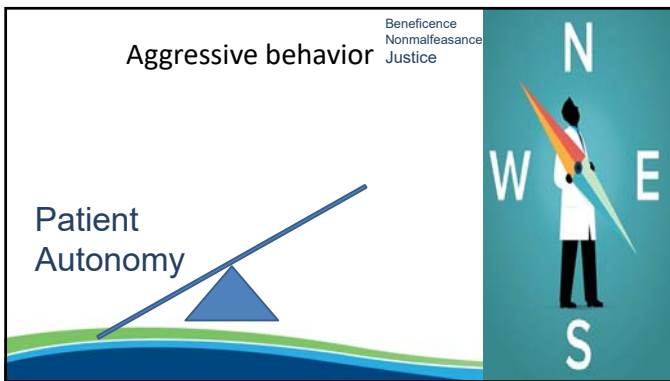 Aggressive behavior
Beneficence
Nonmalfeasance
Justice
Patient
Autonomy
N
W E
S